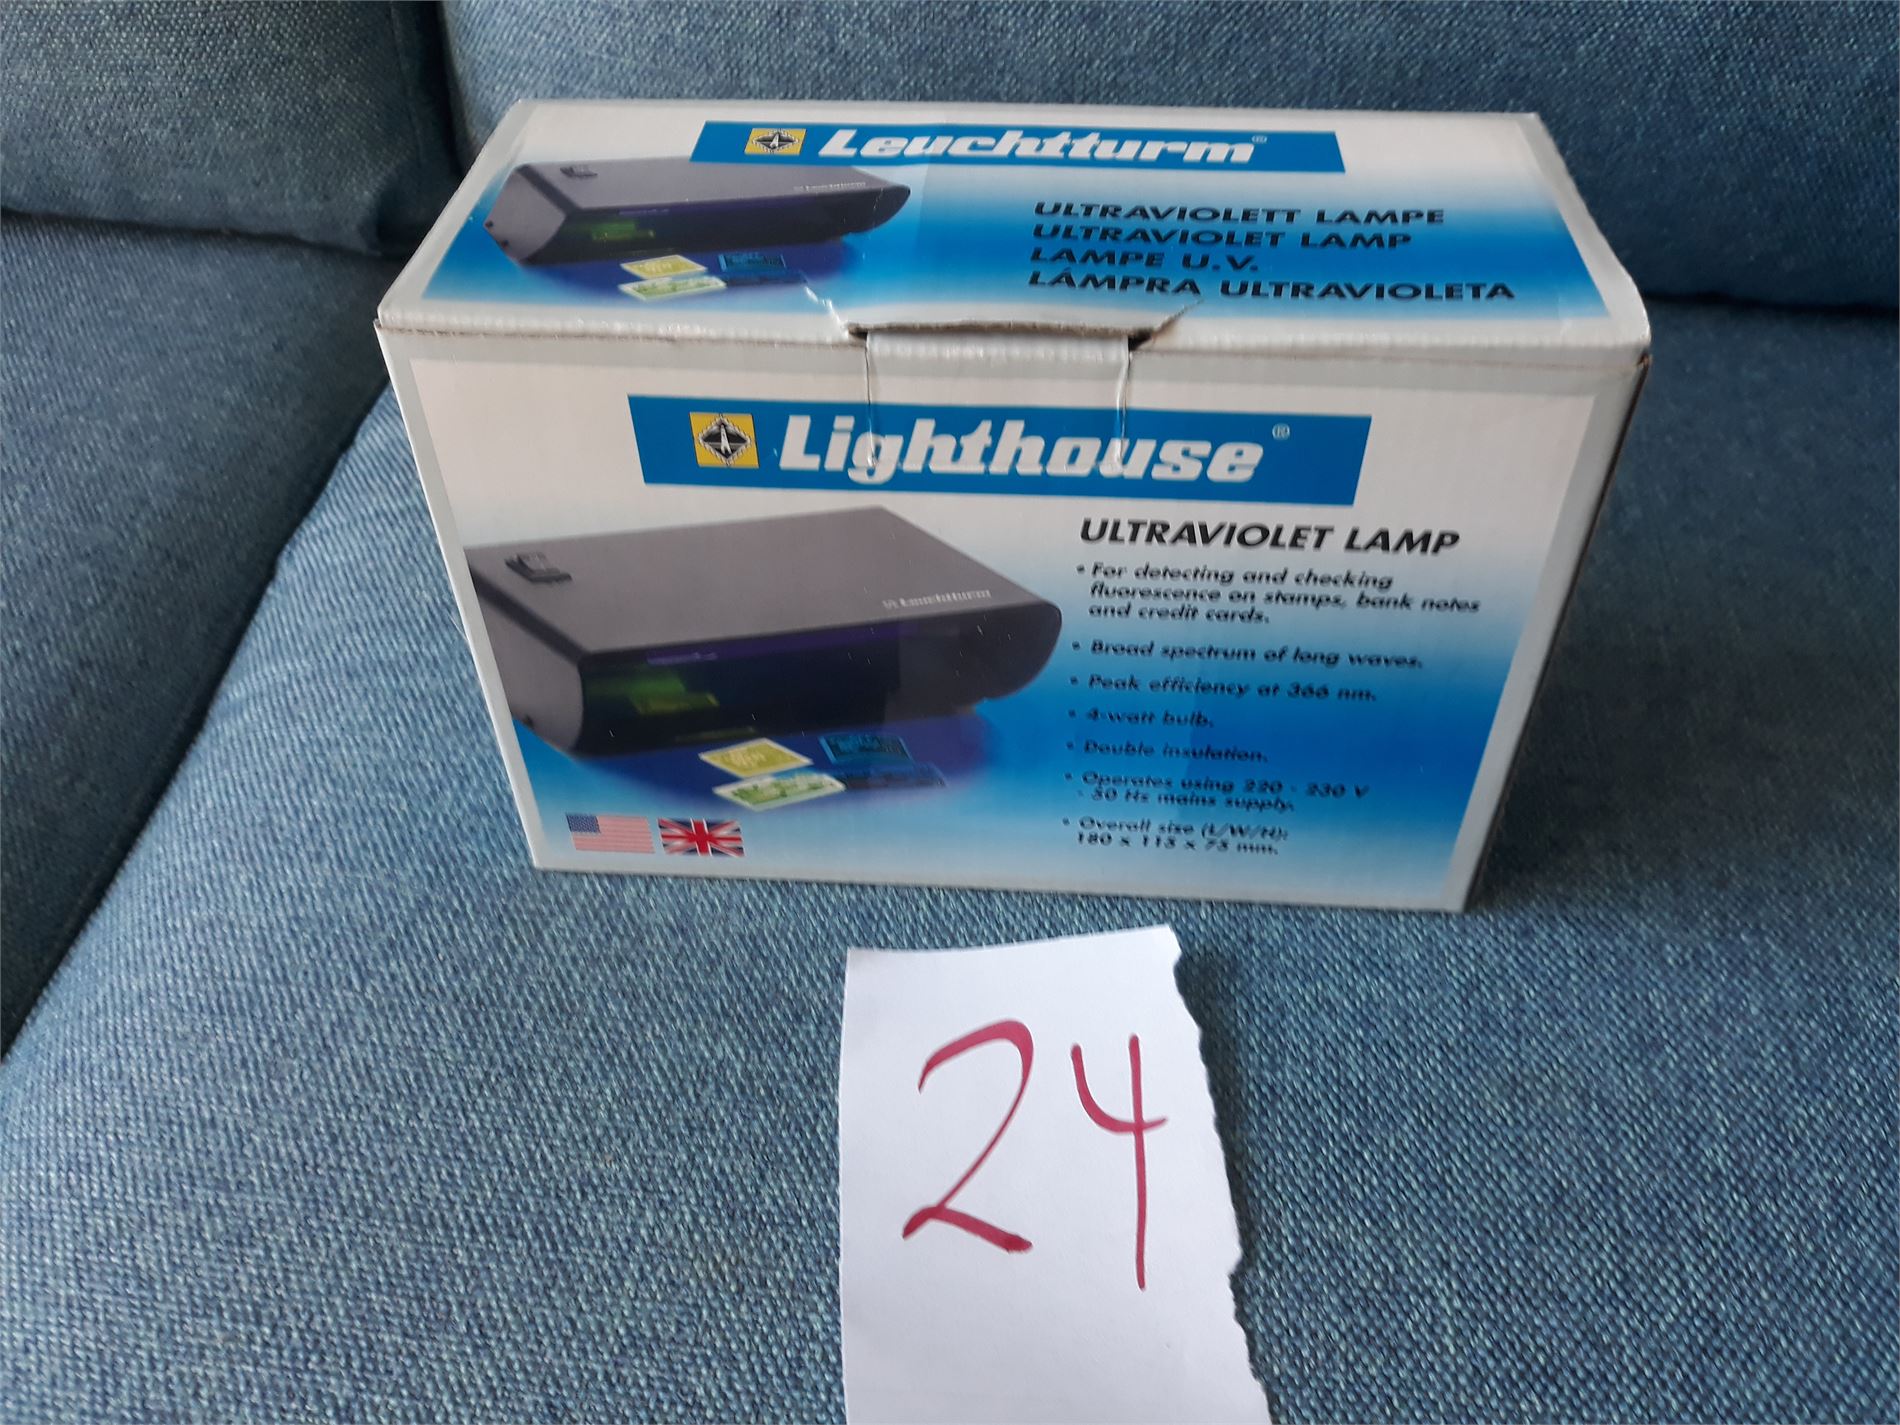 Leuchtturm®
Leuchtturm
ULTRAVIOLETT LAMPE
ULTRAVIOLET LAMP
LAMPE U.V.
LÁMPRA ULTRAVIOLETA
Lighthouse®
Leuchtturm
ULTRAVIOLET LAMP
• For detecting and checking
fluorescence on stamps, bank notes
and credit cards.
• Broad spectrum of long waves.
• Peak efficiency at 366 nm.
• 4-watt bulb.
• Double insulation.
• Operates using 220 - 230 V
- 50 Hz mains supply.
• Overall size (L/W/H):
180 x 115 x 75 mm.
24